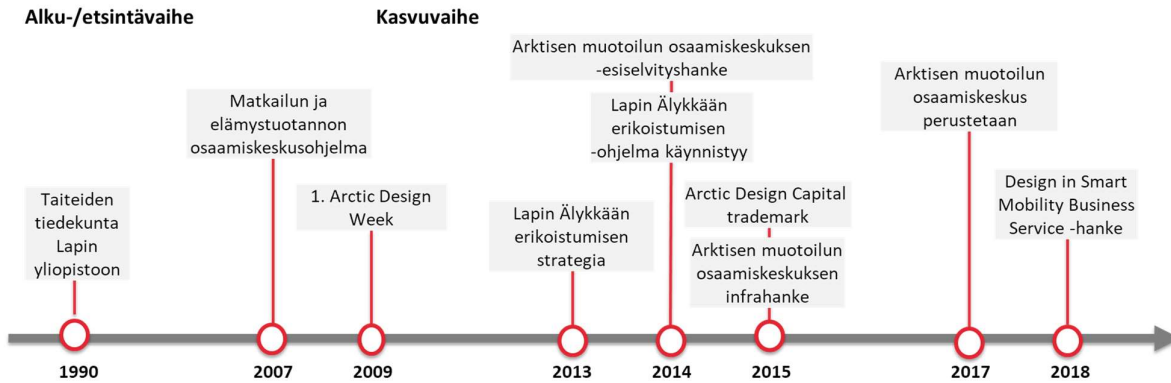 Alku-/etsintävaihe
Kasvuvaihe
Taiteiden
tiedekunta
Lapin
yliopistoon
Matkailun ja
elämystuotannon
osaamiskeskusohjelma
1. Arctic Design
Week
Lapin Älykkään
erikoistumisen
strategia
Arktisen muotoilun osaamiskeskuksen
-esiselvityshanke
Lapin Älykkään
erikoistumisen
-ohjelma käynnistyy
Arctic Design Capital
trademark
Arktisen muotoilun
osaamiskeskuksen
infrahanke
Arktisen muotoilun
osaamiskeskus
perustetaan
Design in Smart
Mobility Business
Service -hanke
1990
2007
2009
2013
2014
2015
2017
2018